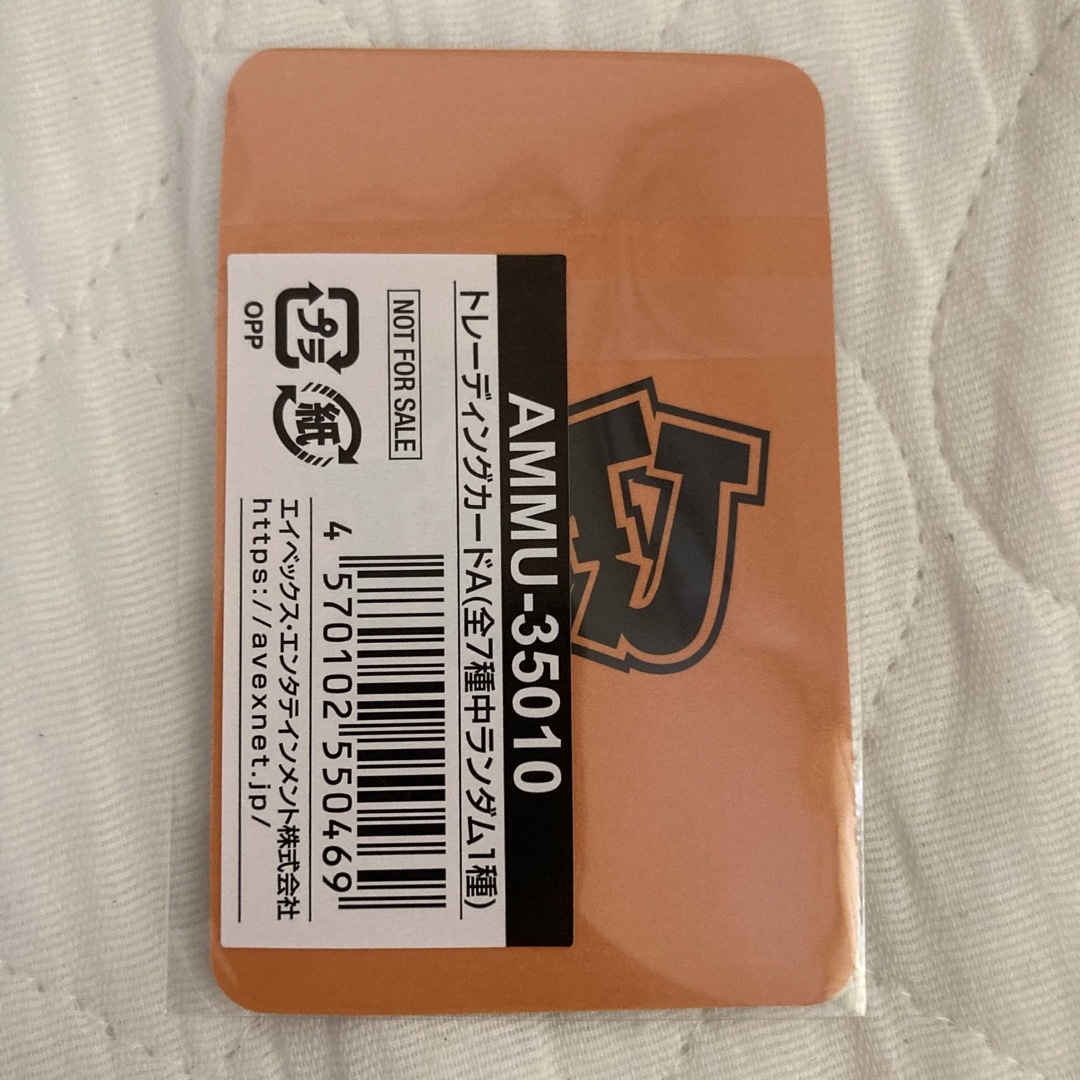 AMMU-35010
トレーディングカードA(全7種中ランダム1種)
NOT FOR SALE
4 570102 550469
プラ
OPP
紙
エイベックス・エンタテインメント株式会社
https://avexnet.jp/